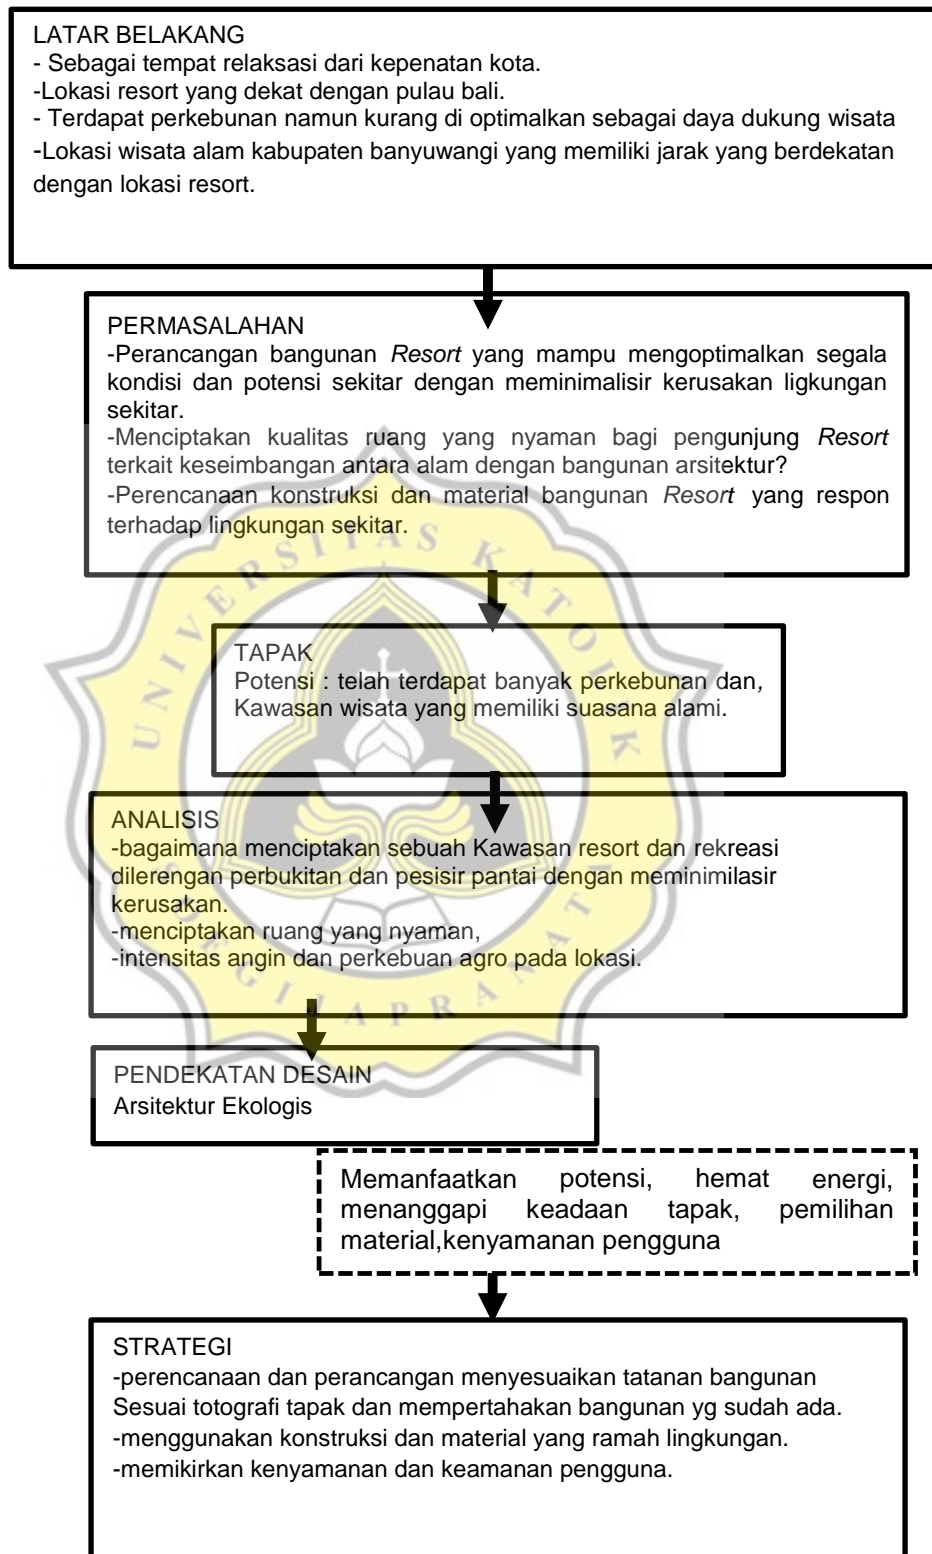 LATAR BELAKANG
- Sebagai tempat relaksasi dari kepenatan kota.
-Lokasi resort yang dekat dengan pulau bali.
- Terdapat perkebunan namun kurang di optimalkan sebagai daya dukung wisata
-Lokasi wisata alam kabupaten banyuwangi yang memiliki jarak yang berdekatan
dengan lokasi resort.
PERMASALAHAN
-Perancangan bangunan Resort yang mampu mengoptimalkan segala
kondisi dan potensi sekitar dengan meminimalisir kerusakan ligkungan
sekitar.
-Menciptakan kualitas ruang yang nyaman bagi pengunjung Resort
terkait keseimbangan antara alam dengan bangunan arsitektur?
-Perencanaan konstruksi dan material bangunan Resort yang respon
terhadap lingkungan sekitar.
TAPAK
Potensi : telah terdapat banyak perkebunan dan,
Kawasan wisata yang memiliki suasana alami.
ANALISIS
-bagaimana menciptakan sebuah Kawasan resort dan rekreasi
dilerengan perbukitan dan pesisir pantai dengan meminimilasir
kerusakan.
-menciptakan ruang yang nyaman,
-intensitas angin dan perkebuan agro pada lokasi.
PENDEKATAN DESAIN
Arsitektur Ekologis
Memanfaatkan potensi, hemat energi,
menanggapi keadaan tapak, pemilihan
material,kenyamanan pengguna
STRATEGI
-perencanaan dan perancangan menyesuaikan tatanan bangunan
Sesuai totografi tapak dan mempertahakan bangunan yg sudah ada.
-menggunakan konstruksi dan material yang ramah lingkungan.
-memikirkan kenyamanan dan keamanan pengguna.
UNIVERSITAS KATOLIK
SOEGIJAPRANATA